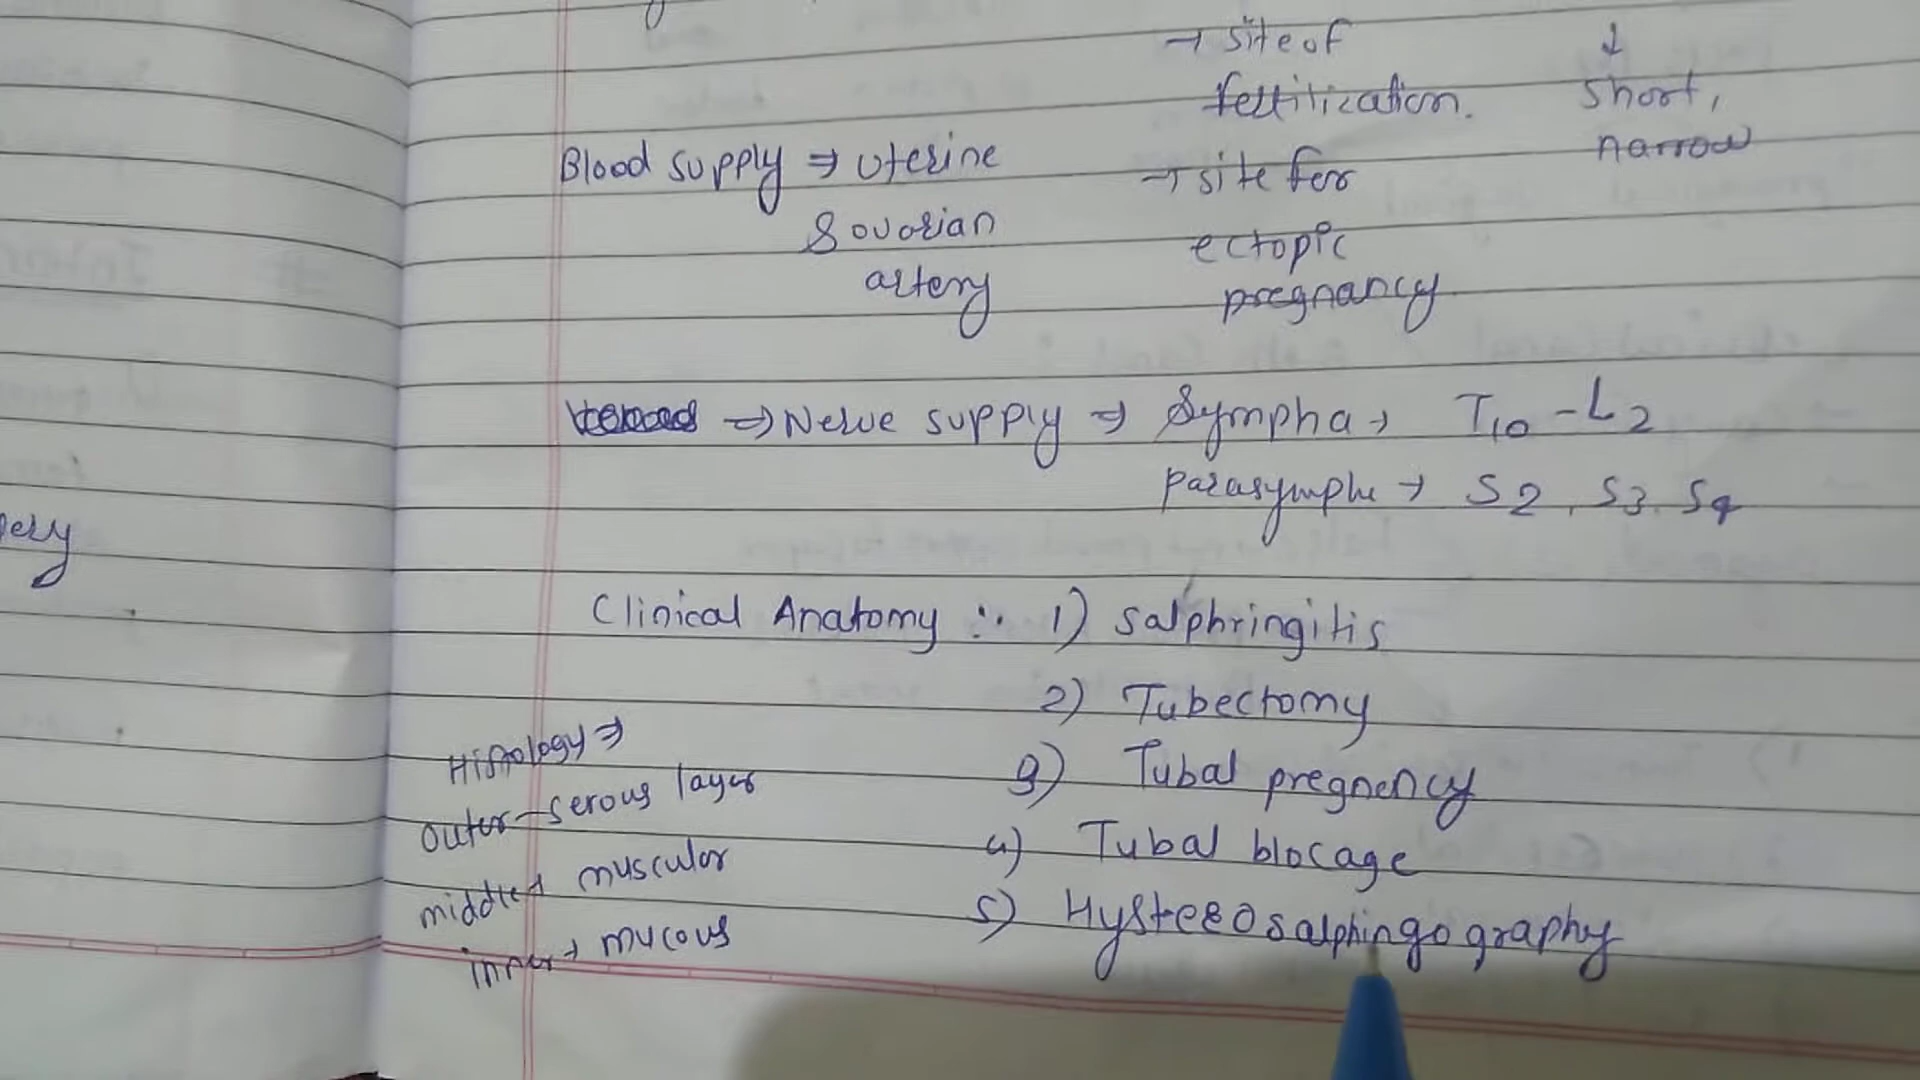 → site of
fertilization.
↓
short,
narrow
Blood supply ⇒ Uterine
& ovarian
artery
→ site for
ectopic
pregnancy
⇒ Nerve supply ⇒ Sympha → T10 - L2
parasymphe → S2, S3, S4
Clinical Anatomy :- 1) Salphringitis
2) Tubectomy
3) Tubal pregnency
4) Tubal blocage
5) Hysterosalphingography
Histology ⇒
outer → serous layer
middle → muscular
inner → mucous